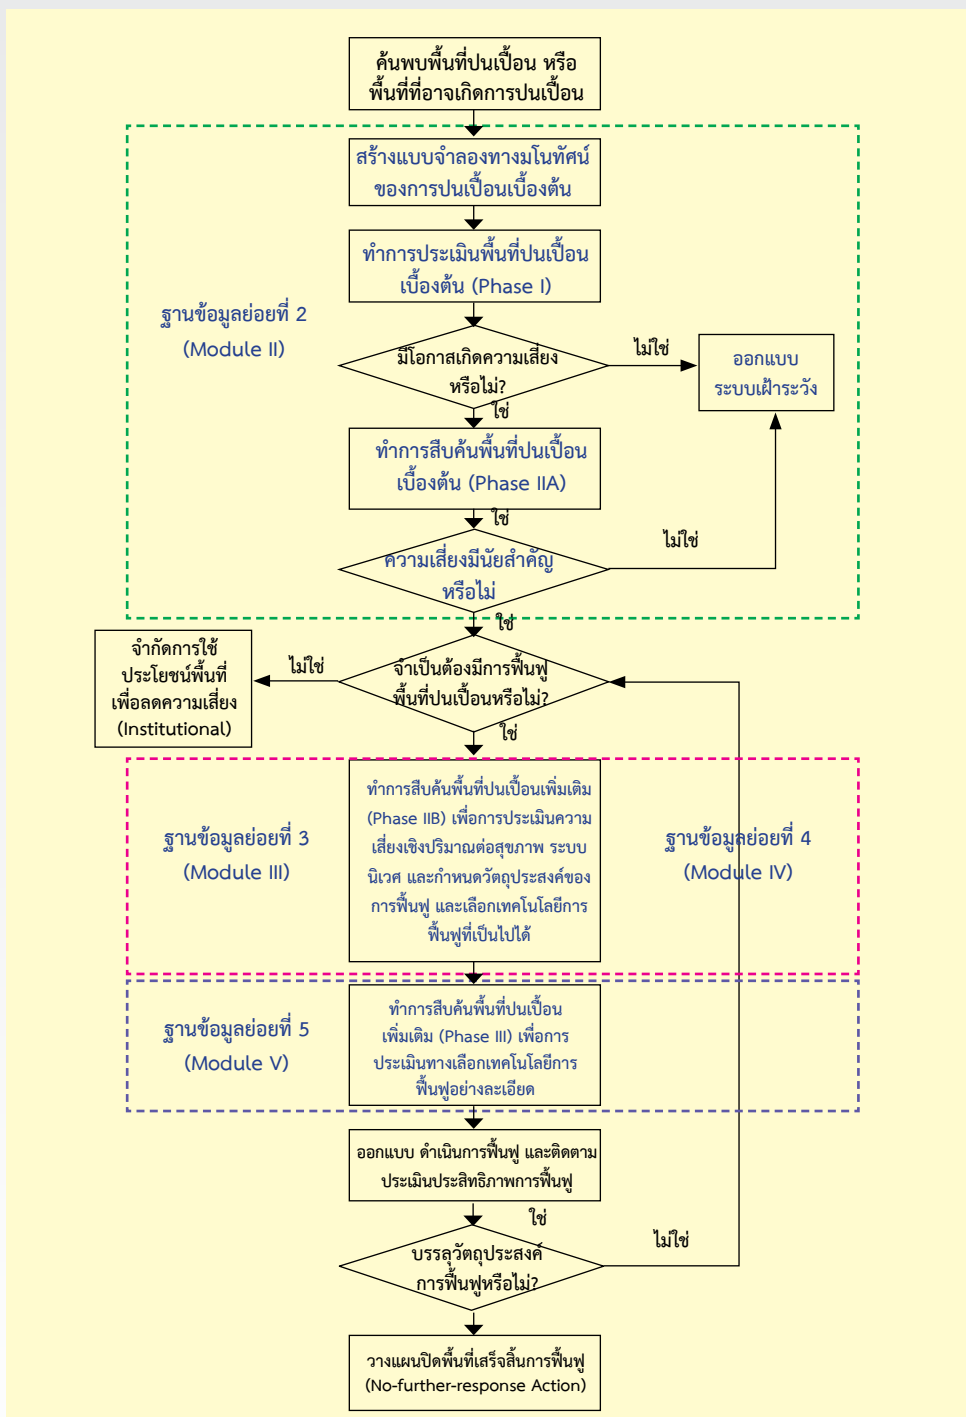 ค้นพบพื้นที่ปนเปื้อน หรือ
พื้นที่ที่อาจเกิดการปนเปื้อน
สร้างแบบจำลองทางมโนทัศน์
ของการปนเปื้อนเบื้องต้น
ทำการประเมินพื้นที่ปนเปื้อน
เบื้องต้น (Phase I)
ฐานข้อมูลย่อยที่ 2
(Module II)
มีโอกาสเกิดความเสี่ยง
หรือไม่?
ไม่ใช่
ออกแบบ
ระบบเฝ้าระวัง
ใช่
ทำการสืบค้นพื้นที่ปนเปื้อน
เบื้องต้น (Phase IIA)
ใช่
ความเสี่ยงมีนัยสำคัญ
หรือไม่
ไม่ใช่
ใช่
จำเป็นต้องมีการฟื้นฟู
พื้นที่ปนเปื้อนหรือไม่?
ไม่ใช่
จำกัดการใช้
ประโยชน์พื้นที่
เพื่อลดความเสี่ยง
(Institutional)
ใช่
ฐานข้อมูลย่อยที่ 3
(Module III)
ทำการสืบค้นพื้นที่ปนเปื้อนเพิ่มเติม
(Phase IIB) เพื่อการประเมินความ
เสี่ยงเชิงปริมาณต่อสุขภาพ ระบบ
นิเวศ และกำหนดวัตถุประสงค์ของ
การฟื้นฟู และเลือกเทคโนโลยีการ
ฟื้นฟูที่เป็นไปได้
ฐานข้อมูลย่อยที่ 4
(Module IV)
ฐานข้อมูลย่อยที่ 5
(Module V)
ทำการสืบค้นพื้นที่ปนเปื้อน
เพิ่มเติม (Phase III) เพื่อการ
ประเมินทางเลือกเทคโนโลยีการ
ฟื้นฟูอย่างละเอียด
ออกแบบ ดำเนินการฟื้นฟู และติดตาม
ประเมินประสิทธิภาพการฟื้นฟู
ใช่
บรรลุวัตถุประสงค์
การฟื้นฟูหรือไม่?
ไม่ใช่
วางแผนปิดพื้นที่เสร็จสิ้นการฟื้นฟู
(No-further-response Action)